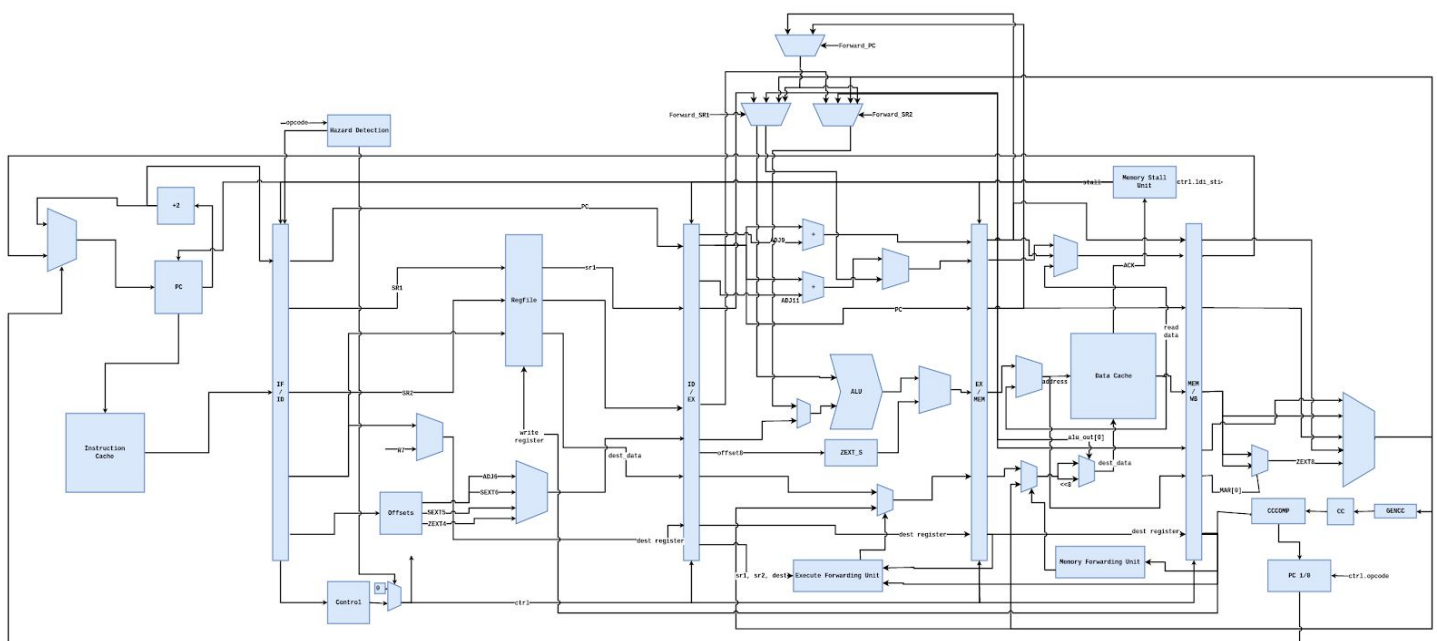 Forward_PC
Forward_SR1
Forward_SR2
opcode
Hazard Detection
stall
Memory Stall
Unit
ctrl.ldi_sti
+2
PC
PC
Regfile
sr1
SR1
ADJ9
+
ADJ11
+
PC
ACK
read
data
IF
/
ID
ID
/
EX
EX
/
MEM
MEM
/
WB
SR2
ALU
address
Data Cache
Instruction
Cache
write
register
R7
dest_data
offset8
ZEXT_S
alu_out[0]
dest_data
<<8
ZEXT8
MAR[0]
Offsets
ADJ6
SEXT6
SEXT5
ZEXT4
dest register
dest register
dest register
CCCOMP
CC
GENCC
sr1, sr2, dest
Execute Forwarding Unit
Memory Forwarding Unit
PC 1/0
ctrl.opcode
Control
0
ctrl